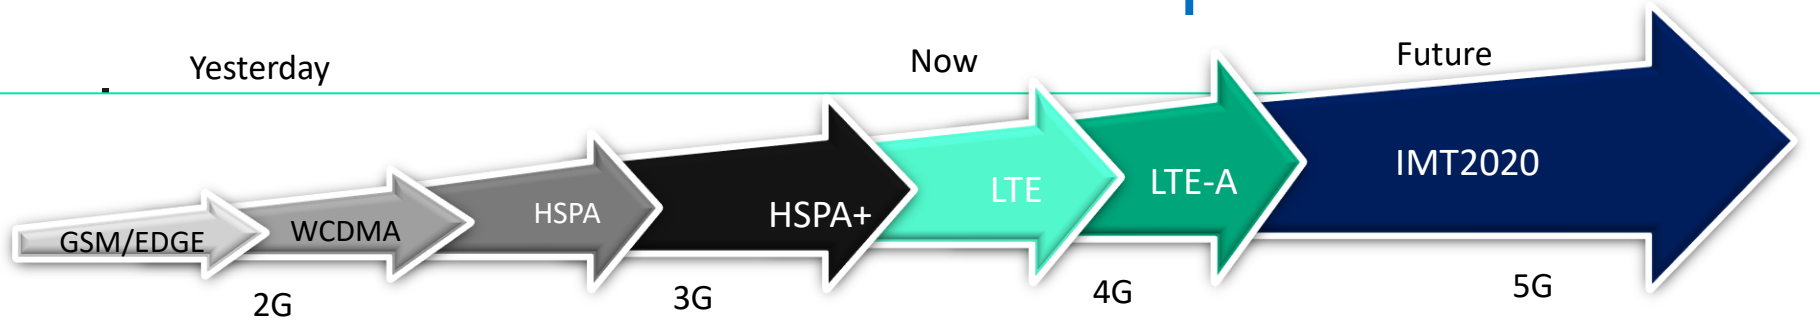 Yesterday
Now
Future
GSM/EDGE
WCDMA
HSPA
HSPA+
LTE
LTE-A
IMT2020
2G
3G
4G
5G